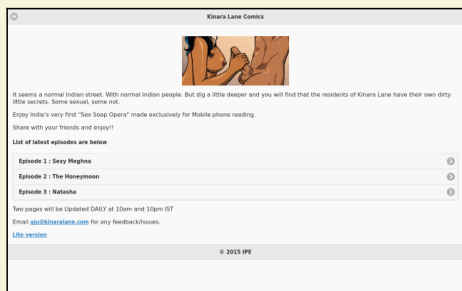 Kinara Lane Comics
It seems a normal Indian street. With normal Indian people. But dig a little deeper and you will find that the residents of Kinara Lane have their own dirty
little secrets. Some sexual, some not.
Enjoy India's very first "Sex Soap Opera" made exclusively for Mobile phone reading.
Share with your friends and enjoy!!
List of latest episodes are below
Episode 1 : Sexy Meghna
Episode 2 : The Honeymoon
Episode 3 : Natasha
Two pages will be Updated DAILY at 10am and 10pm IST
Email aju@kinaralane.com for any feedback/issues.
Lite version
© 2015 IPE